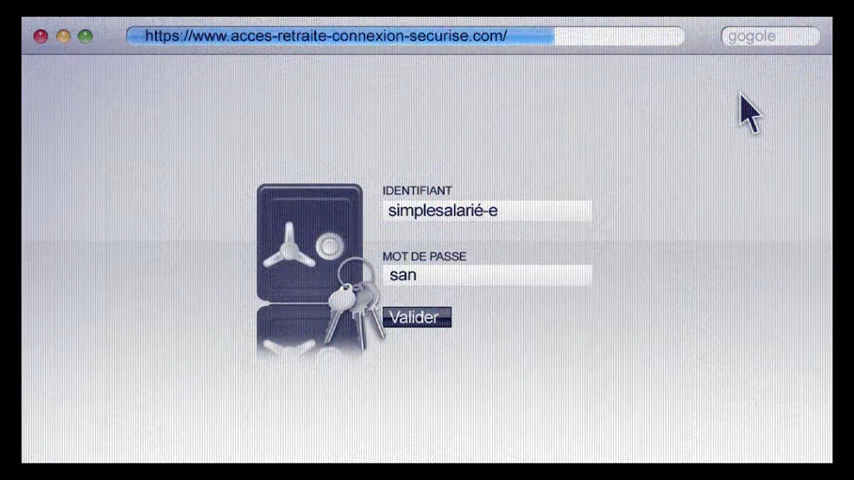 https://www.acces-retraite-connexion-securise.com/
gogole
IDENTIFIANT
simplesalarié-e
MOT DE PASSE
san
Valider